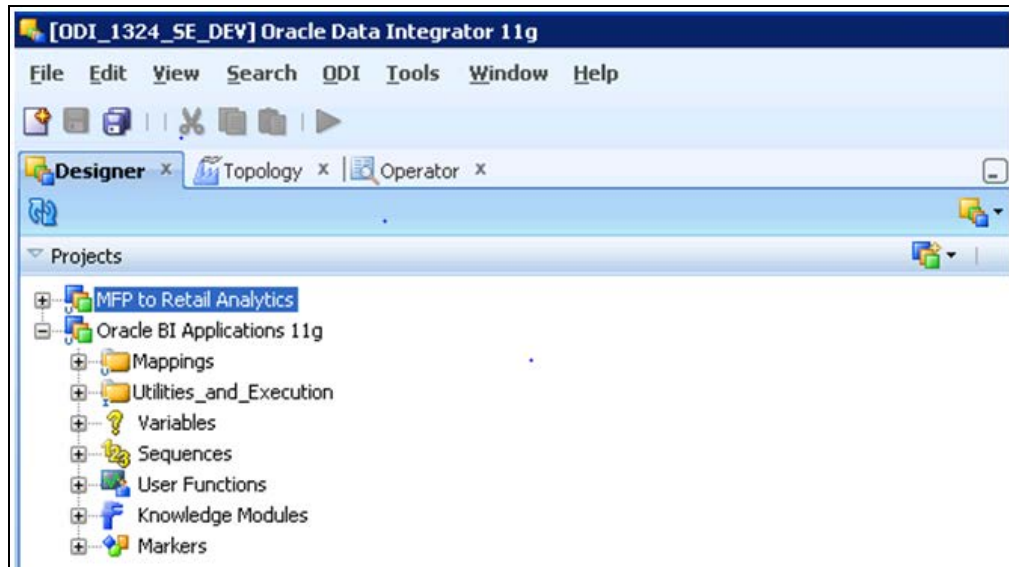 [ODI_1324_SE_DEV] Oracle Data Integrator 11g
File Edit View Search ODI Tools Window Help
Designer x Topology x Operator x
Projects
MFP to Retail Analytics
Oracle BI Applications 11g
Mappings
Utilities_and_Execution
Variables
Sequences
User Functions
Knowledge Modules
Markers